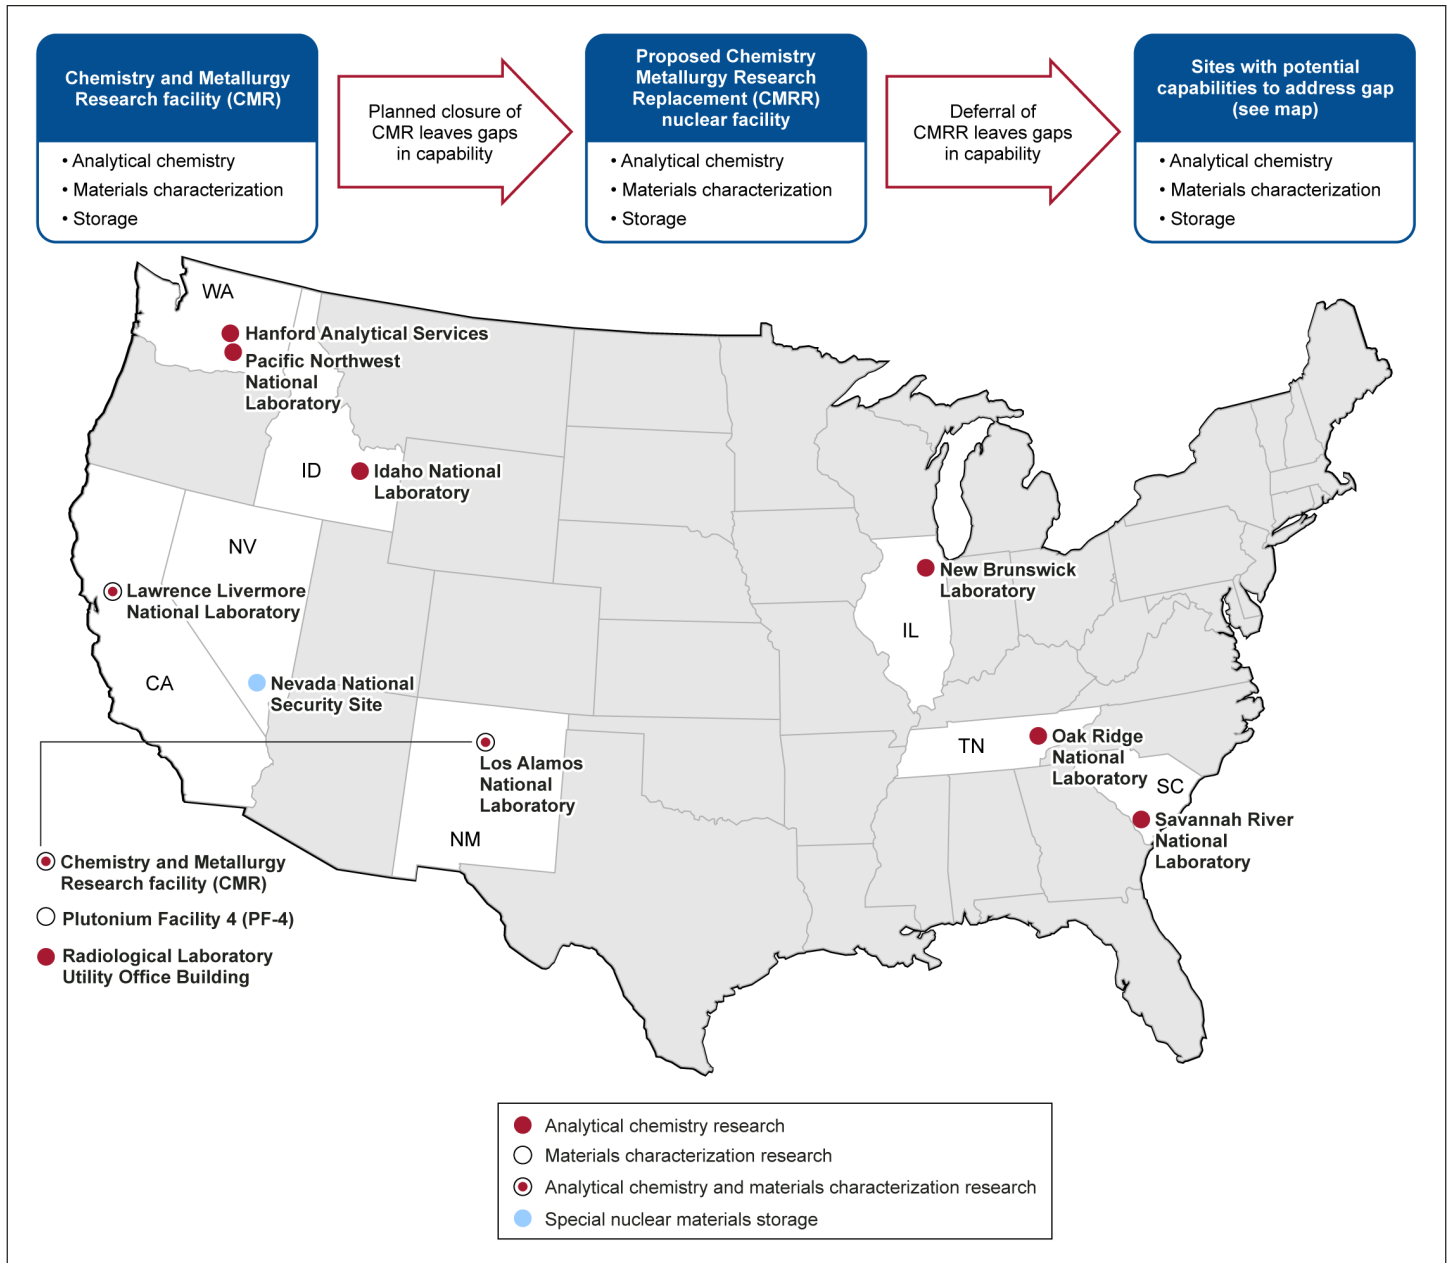 Chemistry and Metallurgy
Research facility (CMR)
• Analytical chemistry
• Materials characterization
• Storage
Planned closure of
CMR leaves gaps
in capability
Proposed Chemistry
Metallurgy Research
Replacement (CMRR)
nuclear facility
• Analytical chemistry
• Materials characterization
• Storage
Deferral of
CMRR leaves gaps
in capability
Sites with potential
capabilities to address gap
(see map)
• Analytical chemistry
• Materials characterization
• Storage
WA
Hanford Analytical Services
Pacific Northwest
National
Laboratory
ID
Idaho National
Laboratory
NV
Lawrence Livermore
National Laboratory
CA
Nevada National
Security Site
Los Alamos
National
Laboratory
NM
New Brunswick
Laboratory
IL
TN
Oak Ridge
National
Laboratory
SC
Savannah River
National
Laboratory
Chemistry and Metallurgy
Research facility (CMR)
Plutonium Facility 4 (PF-4)
Radiological Laboratory
Utility Office Building
Analytical chemistry research
Materials characterization research
Analytical chemistry and materials characterization research
Special nuclear materials storage